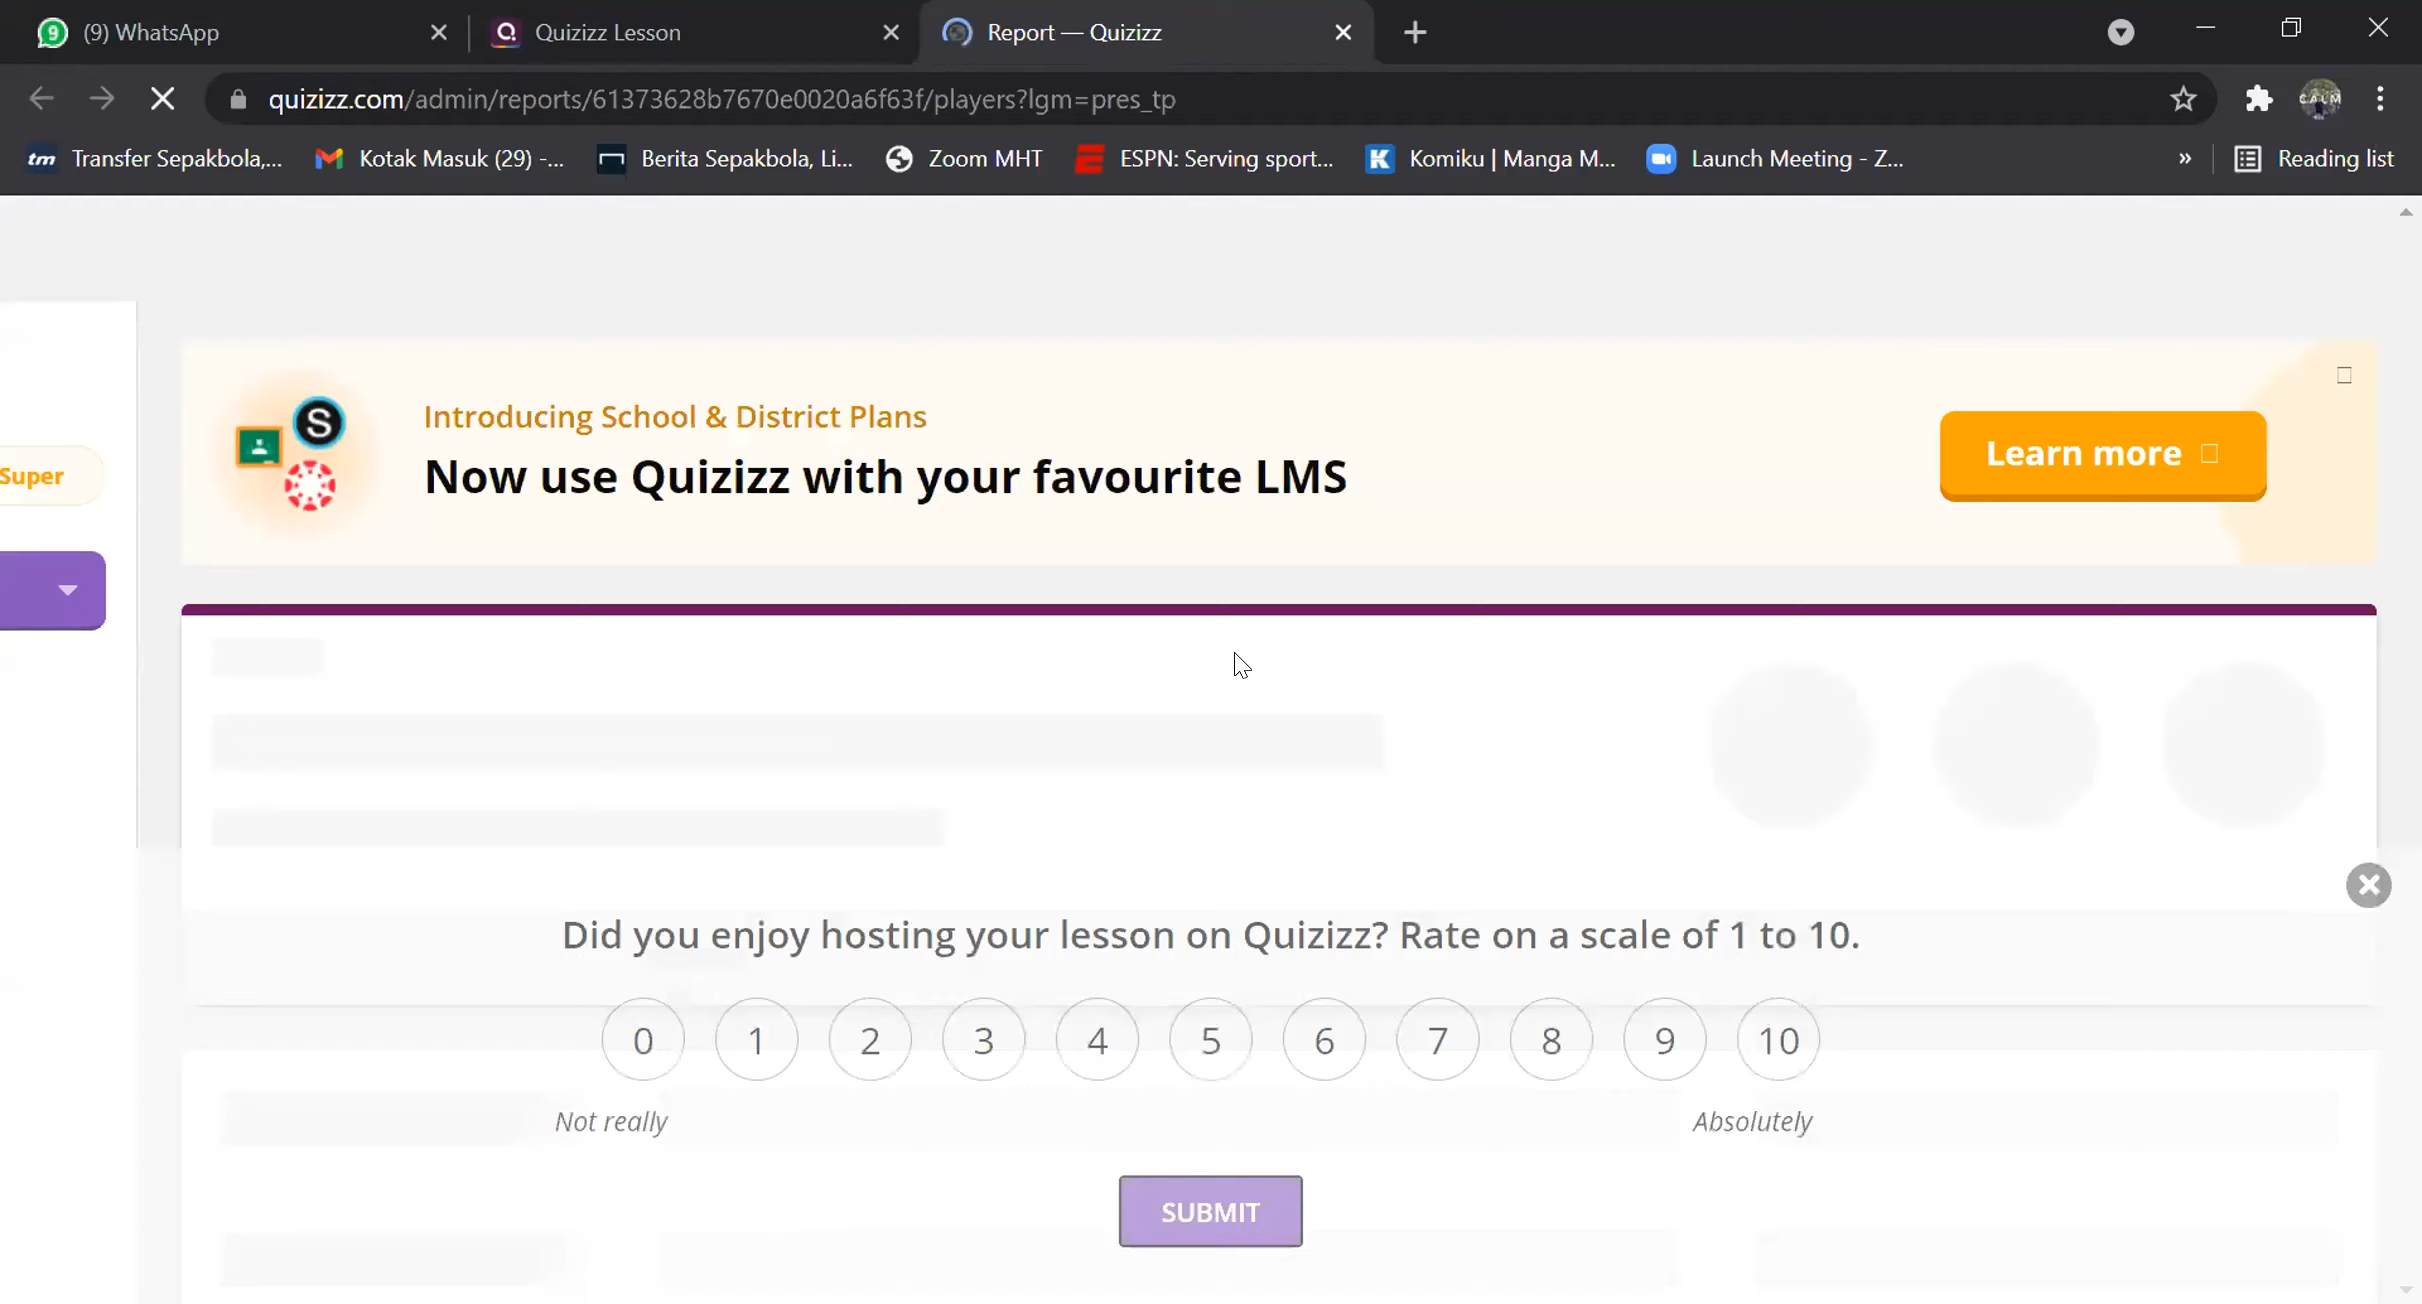 9 (9) WhatsApp
Quizizz Lesson
Report — Quizizz
quizizz.com/admin/reports/61373628b7670e0020a6f63f/players?lgm=pres_tp
CALM
tm Transfer Sepakbola,...
Kotak Masuk (29) -...
Berita Sepakbola, Li...
Zoom MHT
ESPN: Serving sport...
K Komiku | Manga M...
Launch Meeting - Z...
» Reading list
Introducing School & District Plans
Now use Quizizz with your favourite LMS
S
Learn more
Super
Did you enjoy hosting your lesson on Quizizz? Rate on a scale of 1 to 10.
0 1 2 3 4 5 6 7 8 9 10
Not really Absolutely
SUBMIT